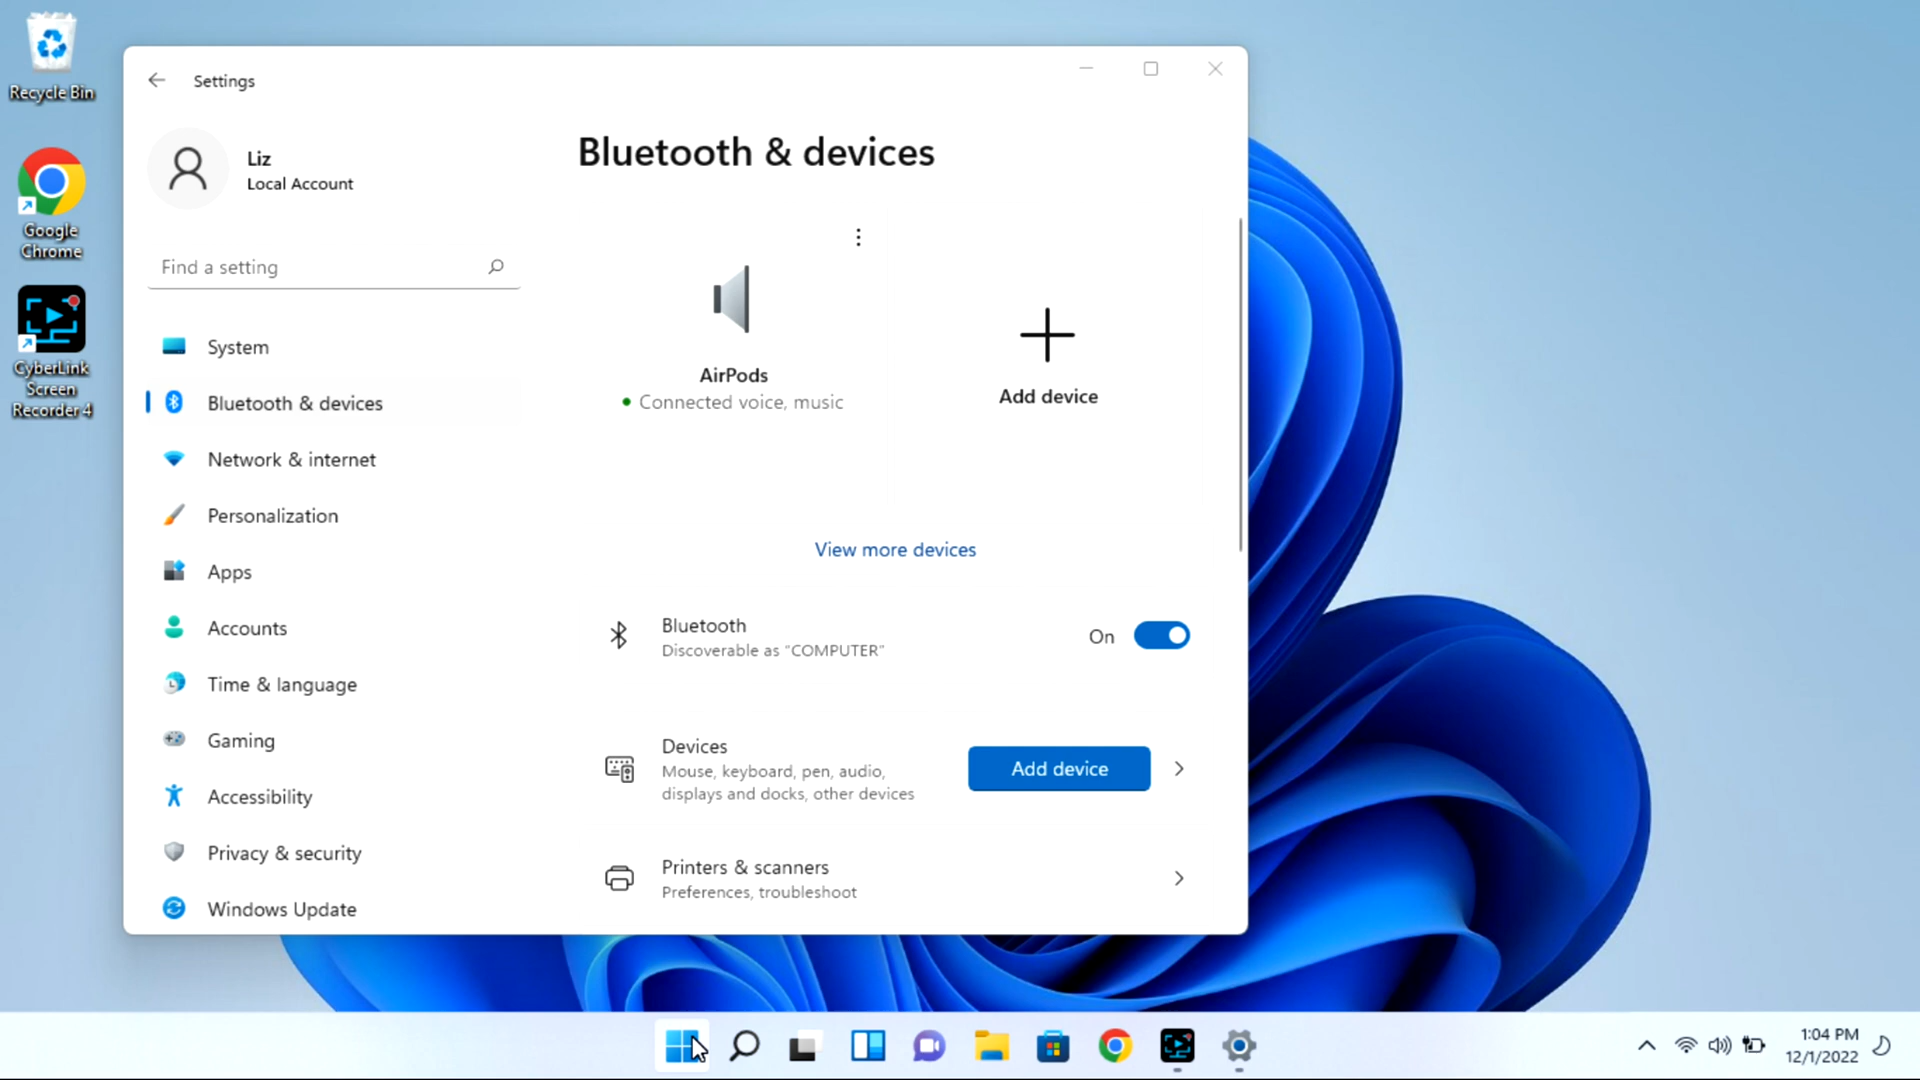 Recycle Bin
Google
Chrome
CyberLink
Screen
Recorder 4
Settings
Liz
Local Account
Find a setting
System
Bluetooth & devices
Network & internet
Personalization
Apps
Accounts
Time & language
Gaming
Accessibility
Privacy & security
Windows Update
Bluetooth & devices
AirPods
Connected voice, music
Add device
View more devices
Bluetooth
Discoverable as “COMPUTER”
On
Devices
Mouse, keyboard, pen, audio,
displays and docks, other devices
Add device
Printers & scanners
Preferences, troubleshoot
1:04 PM
12/1/2022